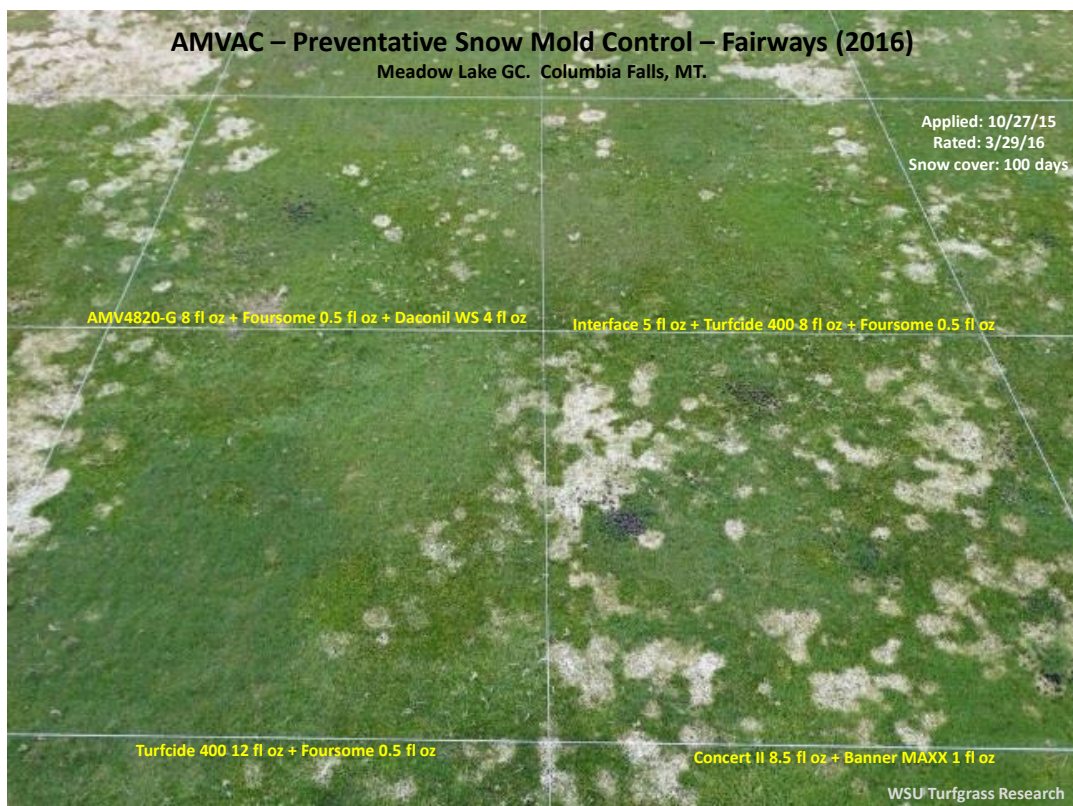 AMVAC – Preventative Snow Mold Control – Fairways (2016)
Meadow Lake GC.  Columbia Falls, MT.
Applied: 10/27/15
Rated: 3/29/16
Snow cover: 100 days
AMV4820-G 8 fl oz + Foursome 0.5 fl oz + Daconil WS 4 fl oz
Interface 5 fl oz + Turfcide 400 8 fl oz + Foursome 0.5 fl oz
Turfcide 400 12 fl oz + Foursome 0.5 fl oz
Concert II 8.5 fl oz + Banner MAXX 1 fl oz
WSU Turfgrass Research